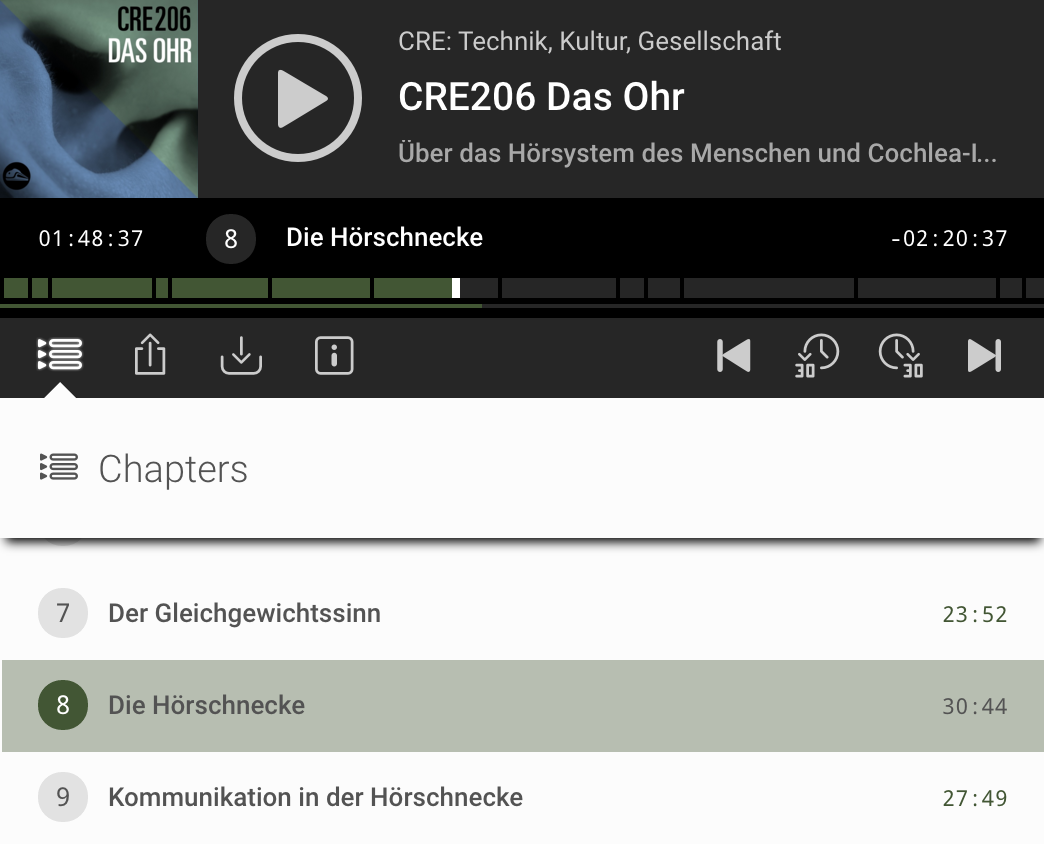 CRE206
DAS OHR
CRE: Technik, Kultur, Gesellschaft
CRE206 Das Ohr
Über das Hörsystem des Menschen und Cochlea-I...
01:48:37 8 Die Hörschnecke -02:20:37
30 30
Chapters
7 Der Gleichgewichtssinn 23:52
8 Die Hörschnecke 30:44
9 Kommunikation in der Hörschnecke 27:49